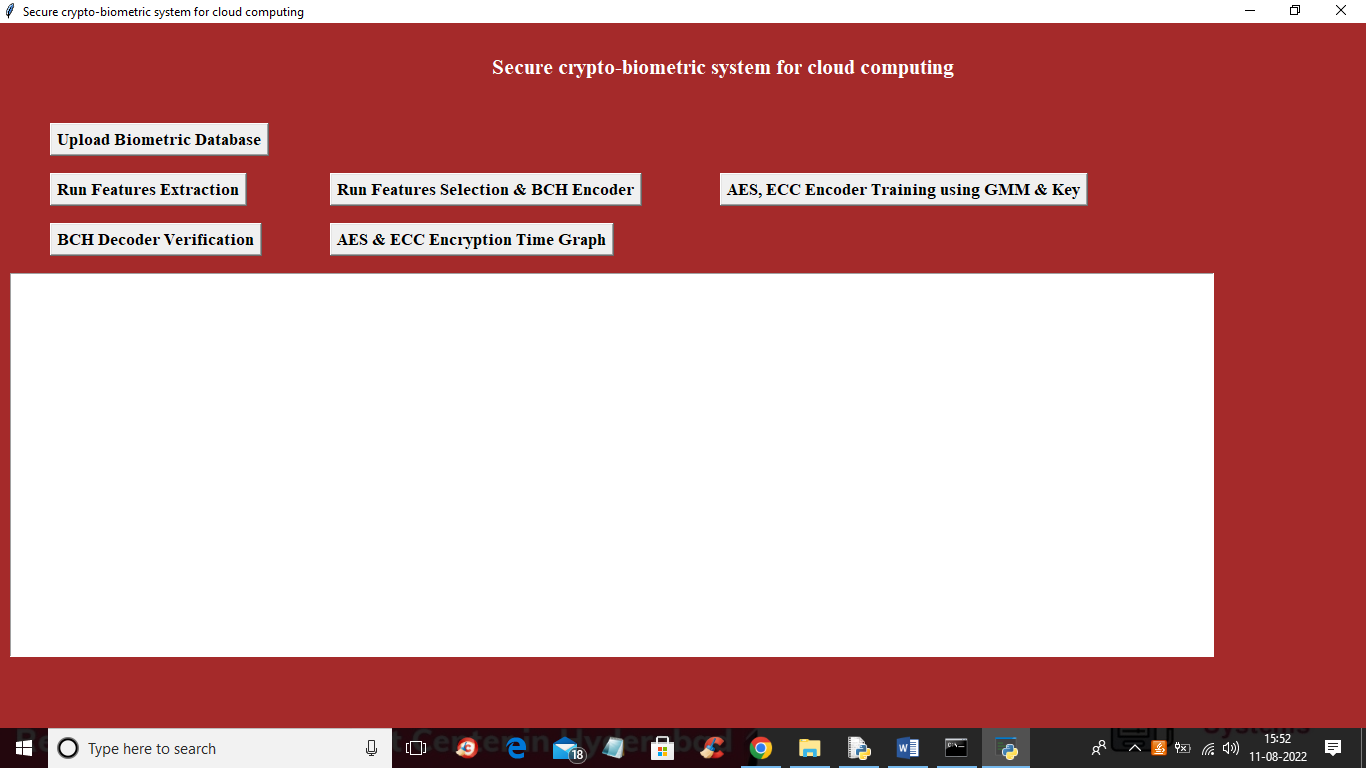 Secure crypto-biometric system for cloud computing
Secure crypto-biometric system for cloud computing
Upload Biometric Database
Run Features Extraction
Run Features Selection & BCH Encoder
AES, ECC Encoder Training using GMM & Key
BCH Decoder Verification
AES & ECC Encryption Time Graph
Type here to search
18
15:52
11-08-2022